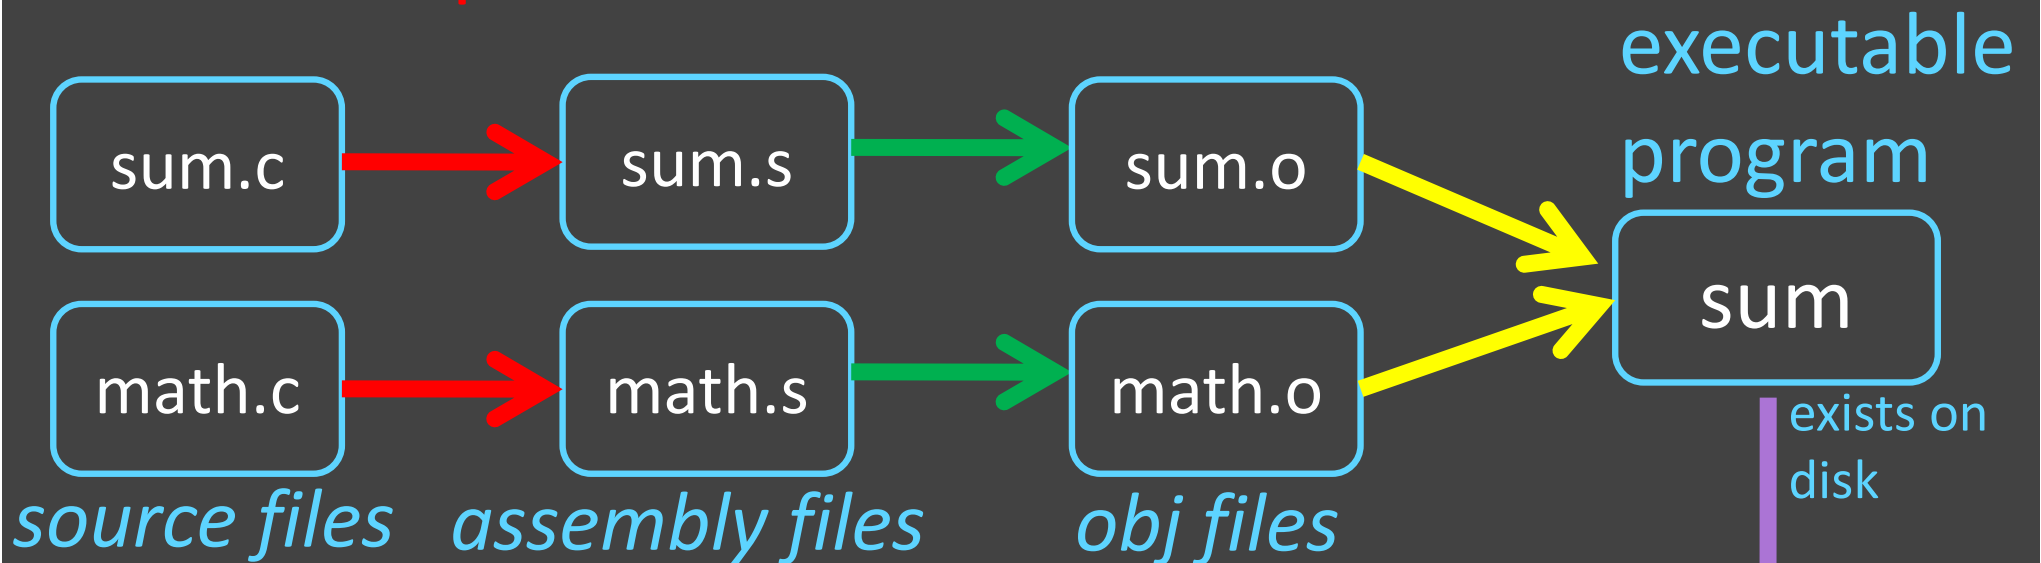 executable
program
sum.c
sum.s
sum.o
sum
math.c
math.s
math.o
exists on
disk
source files
assembly files
obj files